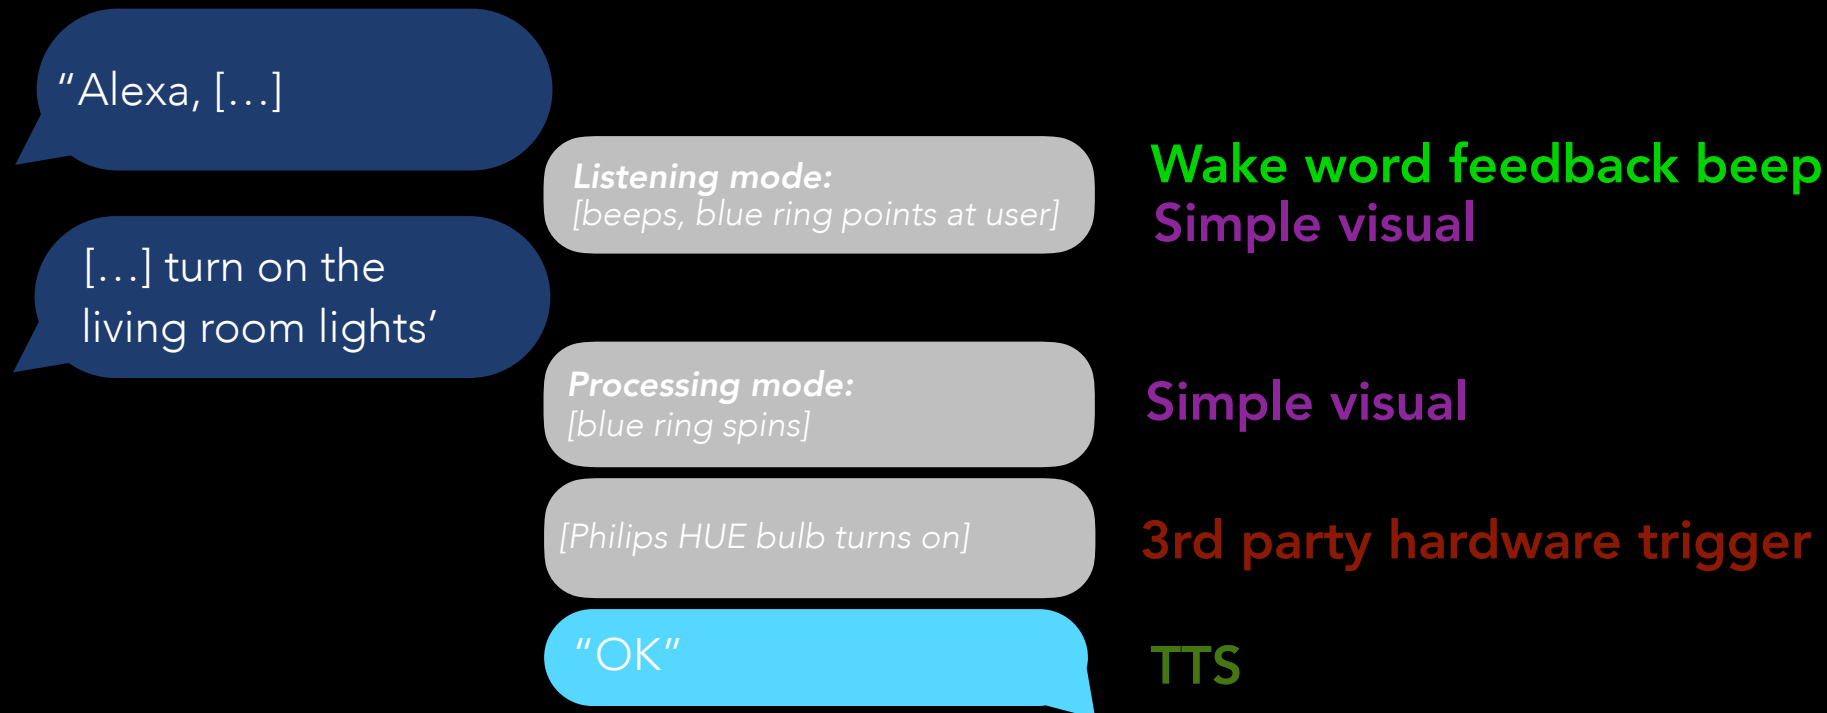 “Alexa, […]
Listening mode:
[beeps, blue ring points at user]
Wake word feedback beep
Simple visual
[…] turn on the
living room lights’
Processing mode:
[blue ring spins]
Simple visual
[Philips HUE bulb turns on]
3rd party hardware trigger
“OK”
TTS